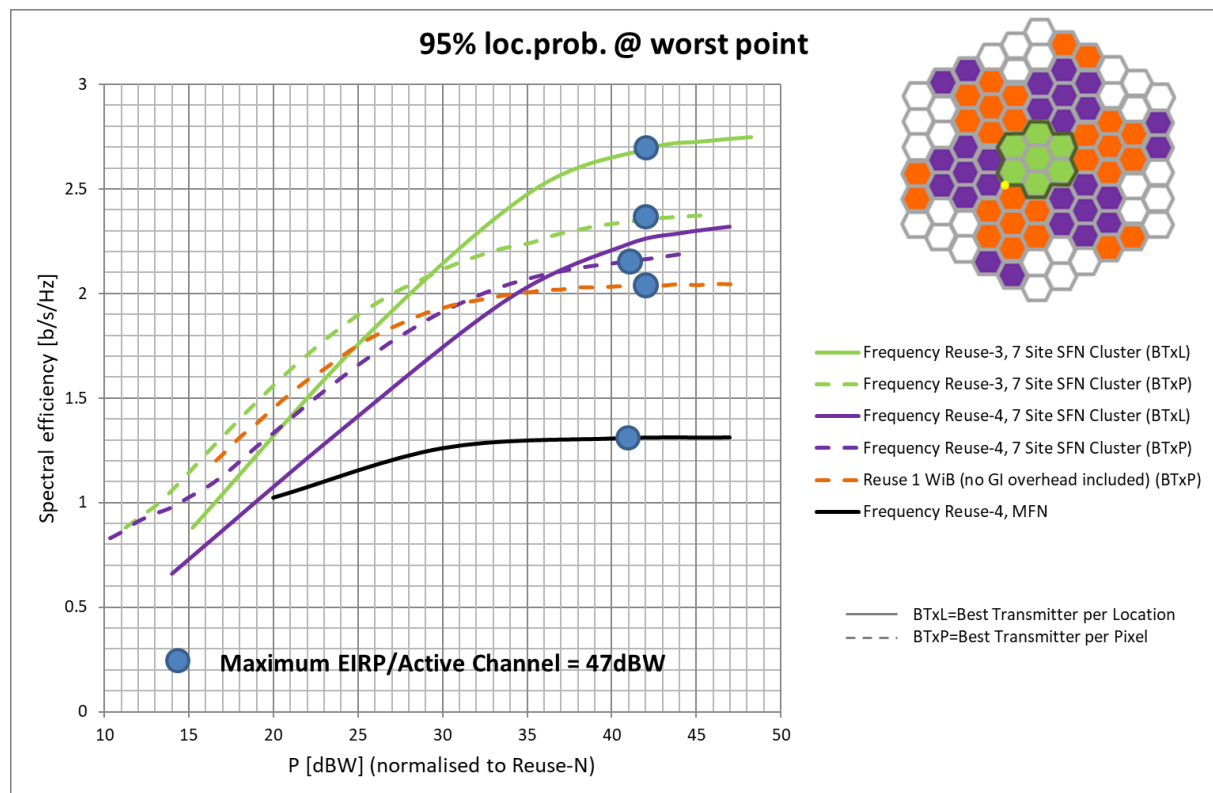 95% loc.prob. @ worst point
3
2.5
2
1.5
1
0.5
0
Spectral efficiency [b/s/Hz]
10 15 20 25 30 35 40 45 50
P [dBW] (normalised to Reuse-N)
Maximum EIRP/Active Channel = 47dBW
Frequency Reuse-3, 7 Site SFN Cluster (BTxL)
Frequency Reuse-3, 7 Site SFN Cluster (BTxP)
Frequency Reuse-4, 7 Site SFN Cluster (BTxL)
Frequency Reuse-4, 7 Site SFN Cluster (BTxP)
Reuse 1 WiB (no GI overhead included) (BTxP)
Frequency Reuse-4, MFN
BTxL=Best Transmitter per Location
BTxP=Best Transmitter per Pixel